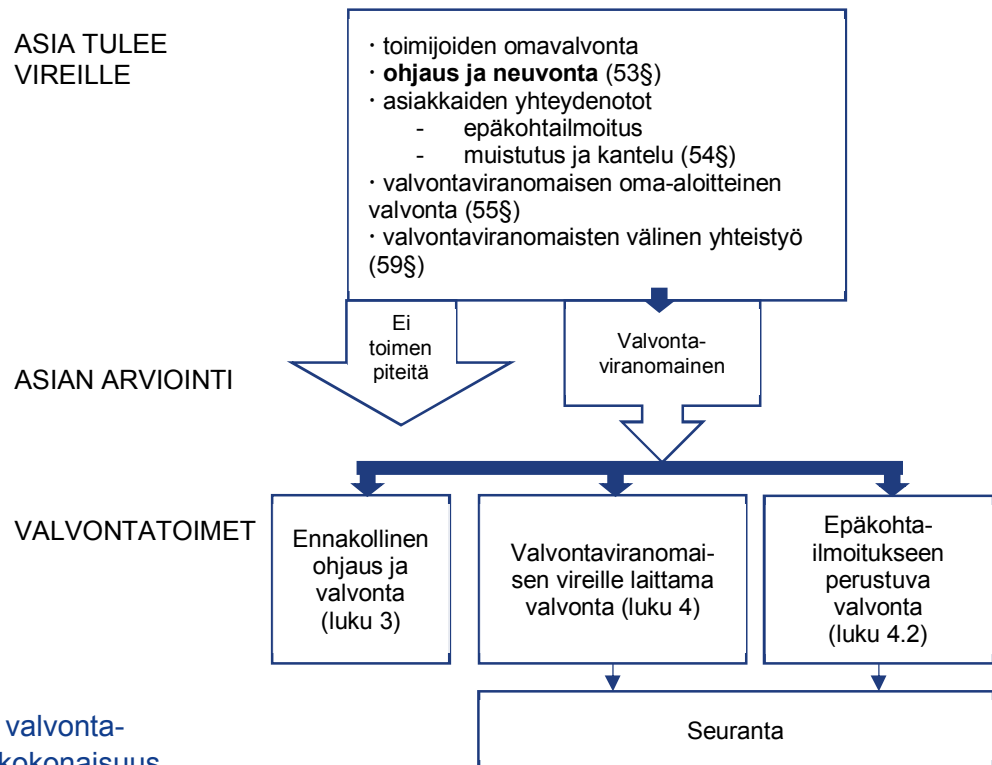 ASIA TULEE
VIREILLE
· toimijoiden omavalvonta
· ohjaus ja neuvonta (53§)
· asiakkaiden yhteydenotot
- epäkohtailmoitus
- muistutus ja kantelu (54§)
· valvontaviranomaisen oma-aloitteinen
valvonta (55§)
· valvontaviranomaisten välinen yhteistyö
(59§)
ASIAN ARVIOINTI
Ei
toimen
piteitä
Valvonta-
viranomainen
VALVONTATOIMET
Ennakollinen
ohjaus ja
valvonta
(luku 3)
Valvontaviranomai-
sen vireille laittama
valvonta (luku 4)
Epäkohta-
ilmoitukseen
perustuva
valvonta
(luku 4.2)
valvonta-
kokonaisuus
Seuranta